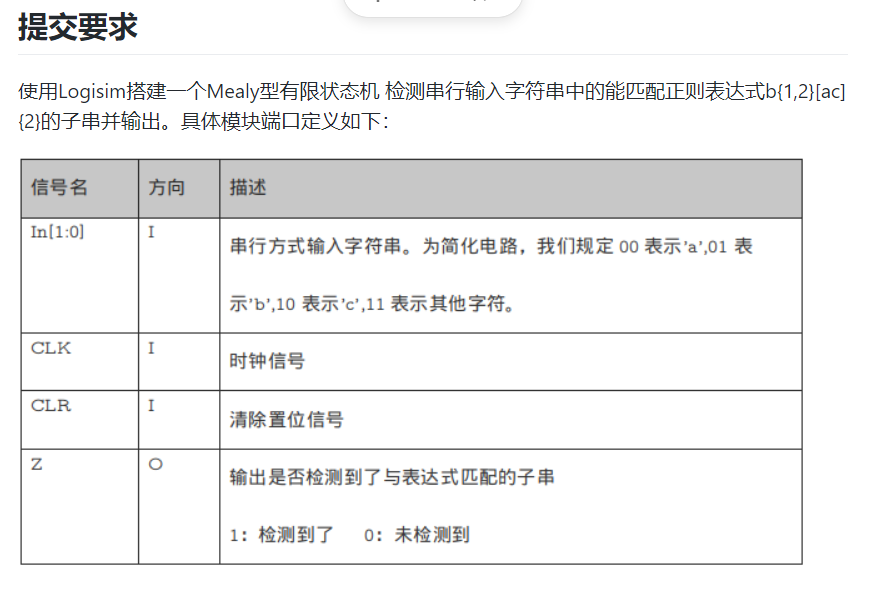 提交要求
使用Logisim搭建一个Mealy型有限状态机 检测串行输入字符串中的能匹配正则表达式b{1,2}[ac]
{2}的子串并输出。具体模块端口定义如下：
信号名 方向 描述
In[1:0] I 串行方式输入字符串。为简化电路，我们规定 00 表示’a’,01 表
示’b’,10 表示’c’,11 表示其他字符。
CLK I 时钟信号
CLR I 清除置位信号
Z O 输出是否检测到了与表达式匹配的子串
1：检测到了 0：未检测到